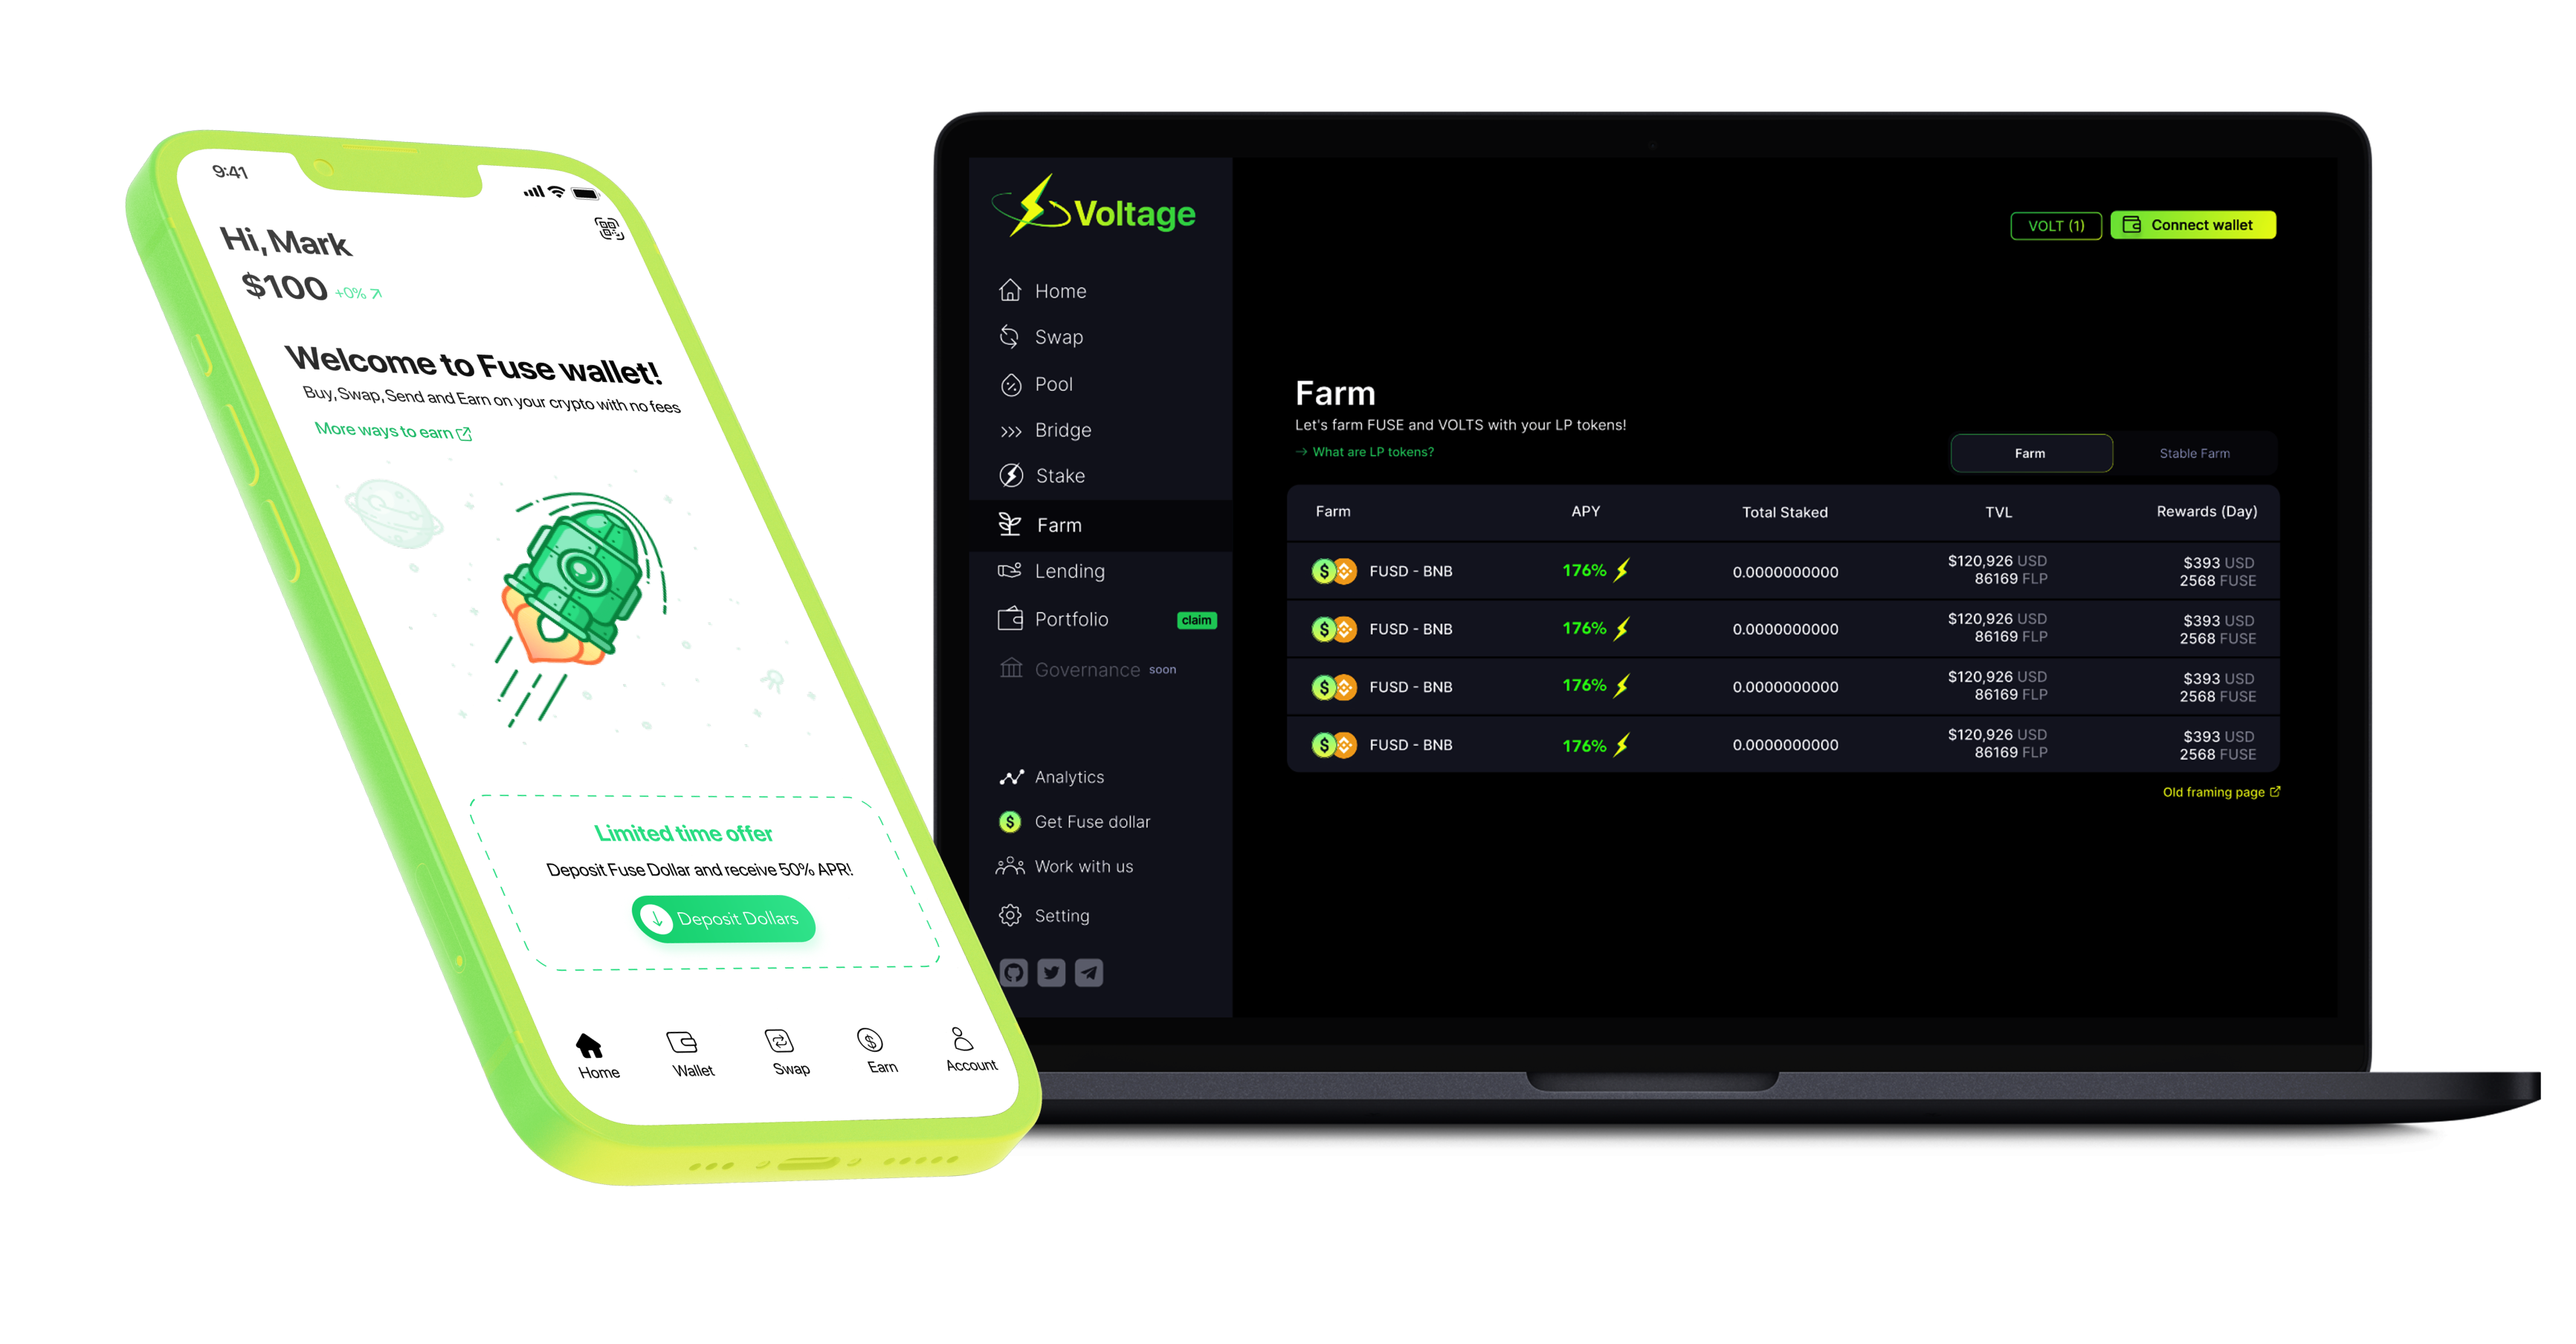 9:41
Hi, Mark
$100 +0%
Welcome to Fuse wallet!
Buy, Swap, Send and Earn on your crypto with no fees
More ways to earn
Limited time offer
Deposit Fuse Dollar and receive 50% APR!
Deposit Dollars
Home Wallet Swap Earn Account
Voltage
Home
Swap
Pool
Bridge
Stake
Farm
Lending
Portfolio claim
Governance soon
Analytics
Get Fuse dollar
Work with us
Setting
VOLT (1) Connect wallet
Farm
Let's farm FUSE and VOLTS with your LP tokens!
→ What are LP tokens?
Farm Stable Farm
Farm APY Total Staked TVL Rewards (Day)
FUSD - BNB 176% 0.0000000000 $120,926 USD $393 USD
86169 FLP 2568 FUSE
FUSD - BNB 176% 0.0000000000 $120,926 USD $393 USD
86169 FLP 2568 FUSE
FUSD - BNB 176% 0.0000000000 $120,926 USD $393 USD
86169 FLP 2568 FUSE
FUSD - BNB 176% 0.0000000000 $120,926 USD $393 USD
86169 FLP 2568 FUSE
Old framing page